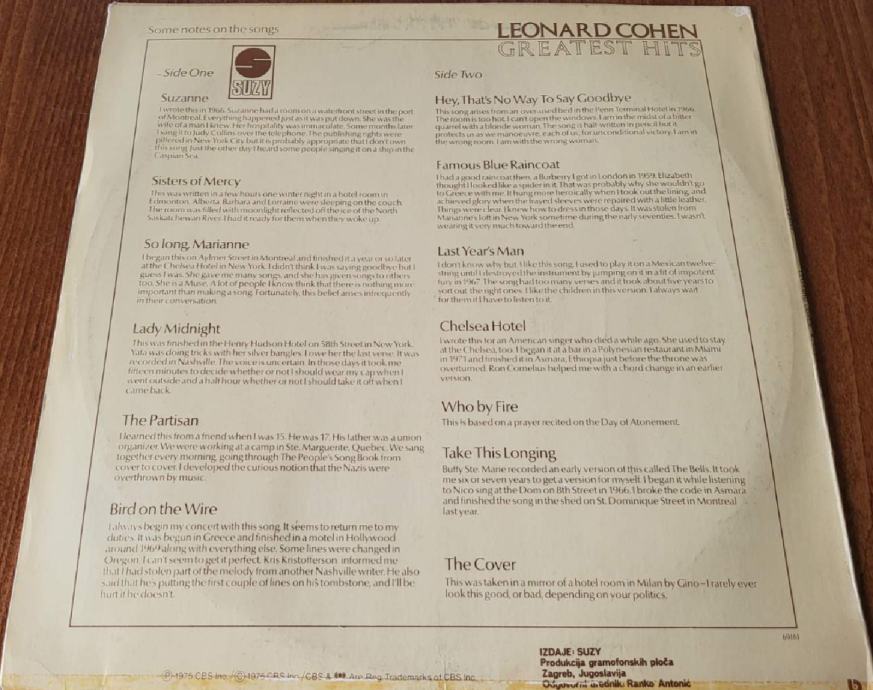 Some notes on the songs
LEONARD COHEN
GREATEST HITS
Side One
SUZY
Suzanne
I wrote this in 1966. Suzanne had a room on a waterfront street in the port
of Montreal. Everything happened just as it was put down. She was the
wife of a man I knew. Her hospitality was immaculate. Some months later
I sang it to Judy Collins over the telephone. The publishing rights were
pilfered in New York City but it is probably appropriate that I don't own
this song. Just the other day I heard some people singing it on a ship in the
Caspian Sea.
Sisters of Mercy
This was written in a few hours one winter night in a hotel room in
Edmonton, Alberta. Barbara and Lorraine were sleeping on the couch.
The room was filled with moonlight reflected off the ice of the North
Saskatchewan River. I had it ready for them when they woke up.
So long, Marianne
I began this on Aylmer Street in Montreal and finished it a year or so later
at the Chelsea Hotel in New York. I didn't think I was saying goodbye but I
guess I was. She gave me many songs, and she has given songs to others
too. She is a Muse. A lot of people I know think that there is nothing more
important than making a song. Fortunately, this belief arises infrequently
in their conversation.
Lady Midnight
This was finished in the Henry Hudson Hotel on 58th Street in New York.
Yafa was doing tricks with her silver bangles. I owe her the last verse. It was
recorded in Nashville. The voice is uncertain. In those days it took me
fifteen minutes to decide whether or not I should wear my cap when I
went outside and a half hour whether or not I should take it off when I
came back.
The Partisan
I learned this from a friend when I was 15. He was 17. His father was a union
organizer. We were working at a camp in Ste. Marguerite, Quebec. We sang
together every morning, going through The People's Song Book from
cover to cover. I developed the curious notion that the Nazis were
overthrown by music.
Bird on the Wire
I always begin my concert with this song. It seems to return me to my
duties. It was begun in Greece and finished in a motel in Hollywood
around 1969 along with everything else. Some lines were changed in
Oregon. I can't seem to get it perfect. Kris Kristofferson informed me
that I had stolen part of the melody from another Nashville writer. He also
said that he's putting the first couple of lines on his tombstone, and I'll be
hurt if he doesn't.
Side Two
Hey, That's No Way To Say Goodbye
This song arises from an over-used bed in the Penn Terminal Hotel in 1966.
The room is too hot. I can't open the windows. I am in the midst of a bitter
quarrel with a blonde woman. The song is half-written in pencil but it
protects us as we manoeuvre, each of us, for unconditional victory. I am in
the wrong room. I am with the wrong woman.
Famous Blue Raincoat
I had a good raincoat then, a Burberry I got in London in 1959. Elizabeth
thought I looked like a spider in it. That was probably why she wouldn't go
to Greece with me. It hung more heroically when I took out the lining, and
achieved glory when the frayed sleeves were repaired with a little leather.
Things were clear. I knew how to dress in those days. It was stolen from
Marianne's loft in New York sometime during the early seventies. I wasn't
wearing it very much toward the end.
Last Year's Man
I don't know why but I like this song. I used to play it on a Mexican twelve-
string until I destroyed the instrument by jumping on it in a fit of impotent
fury in 1967. The song had too many verses and it took about five years to
sort out the right ones. I like the children in this version. I always wait
for them if I have to listen to it.
Chelsea Hotel
I wrote this for an American singer who died a while ago. She used to stay
at the Chelsea, too. I began it at a bar in a Polynesian restaurant in Miami
in 1971 and finished it in Asmara, Ethiopia just before the throne was
overturned. Ron Cornelius helped me with a chord change in an earlier
version.
Who by Fire
This is based on a prayer recited on the Day of Atonement.
Take This Longing
Buffy Ste. Marie recorded an early version of this called The Bells. It took
me six or seven years to get a version for myself. I began it while listening
to Nico sing at the Dom on 8th Street in 1966. I broke the code in Asmara
and finished the song in the shed on St. Dominique Street in Montreal
last year.
The Cover
This was taken in a mirror of a hotel room in Milan by Gino—I rarely ever
look this good, or bad, depending on your politics.
69161
Ⓟ 1975 CBS Inc./© 1975 CBS Inc./CBS & Are Reg. Trademarks of CBS Inc.
IZDAJE: SUZY
Produkcija gramofonskih ploča
Zagreb, Jugoslavija
Odgovorni urednik: Ranko Antonić